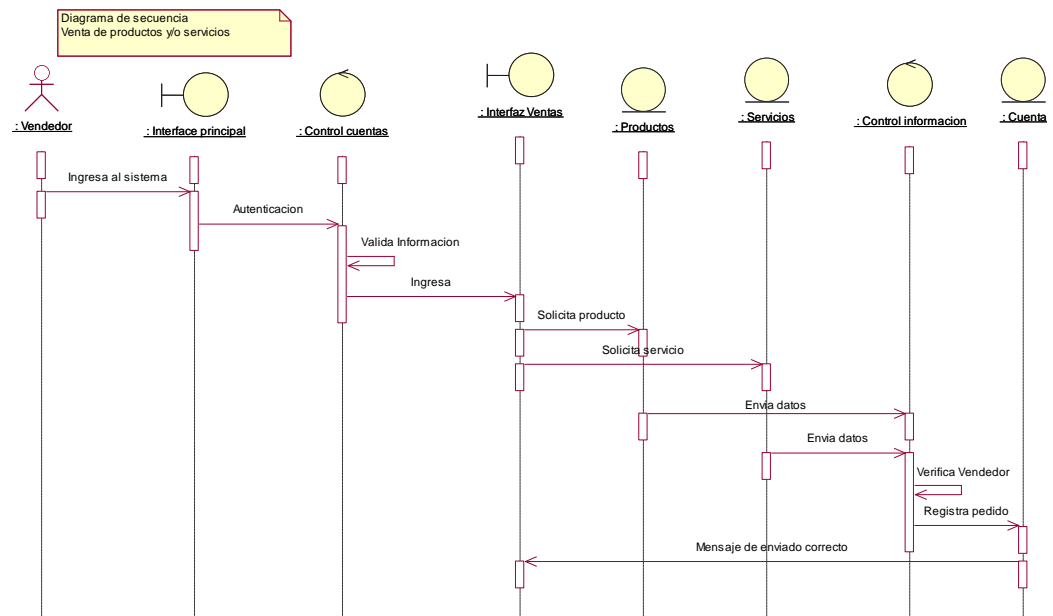 Diagrama de secuencia
Venta de productos y/o servicios
: Vendedor
: Interface principal
: Control cuentas
: Interfaz Ventas
: Productos
: Servicios
: Control informacion
: Cuenta
Ingresa al sistema
Autenticacion
Valida Informacion
Ingresa
Solicita producto
Solicita servicio
Envia datos
Envia datos
Verifica Vendedor
Registra pedido
Mensaje de enviado correcto